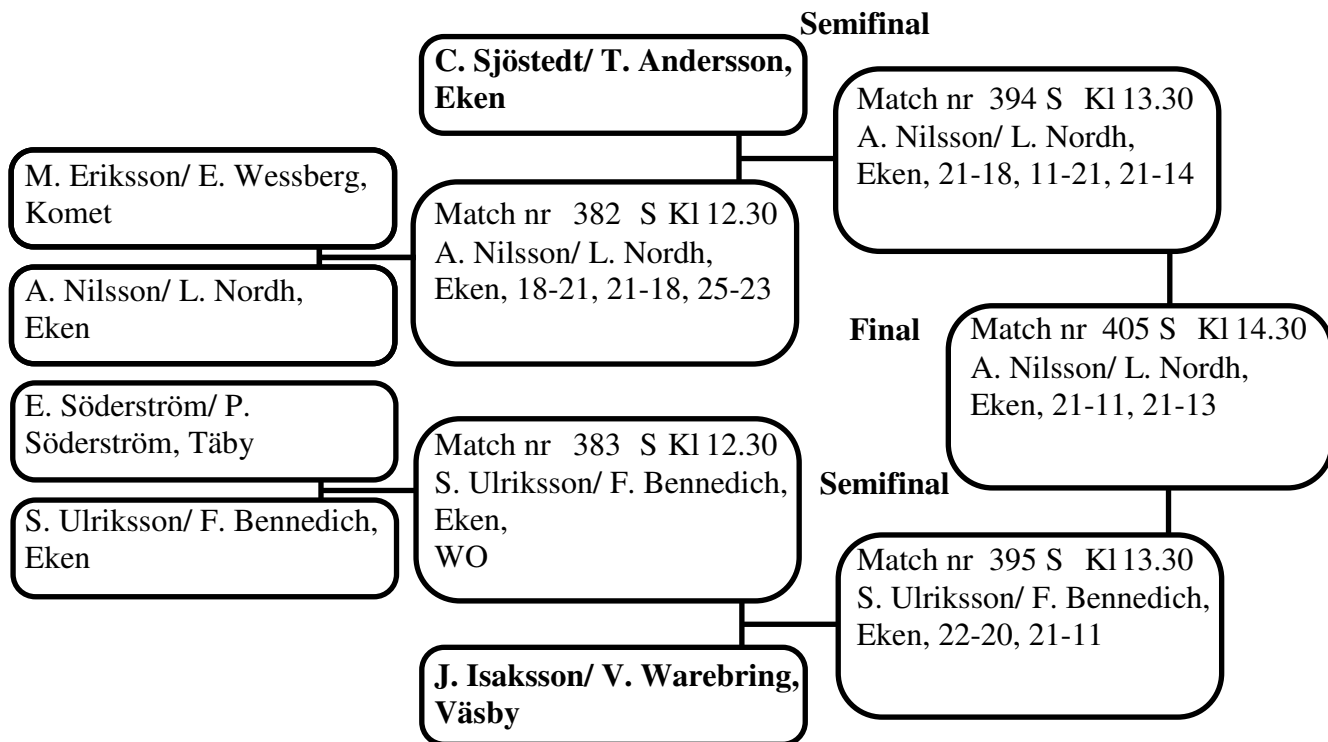 Semifinal
C. Sjöstedt/ T. Andersson,
Eken
Match nr 394 S Kl 13.30
A. Nilsson/ L. Nordh,
Eken, 21-18, 11-21, 21-14
M. Eriksson/ E. Wessberg,
Komet
Match nr 382 S Kl 12.30
A. Nilsson/ L. Nordh,
Eken, 18-21, 21-18, 25-23
A. Nilsson/ L. Nordh,
Eken
Final
Match nr 405 S Kl 14.30
A. Nilsson/ L. Nordh,
Eken, 21-11, 21-13
E. Söderström/ P.
Söderström, Täby
Match nr 383 S Kl 12.30
S. Ulriksson/ F. Bennedich,
Eken,
WO
Semifinal
S. Ulriksson/ F. Bennedich,
Eken
Match nr 395 S Kl 13.30
S. Ulriksson/ F. Bennedich,
Eken, 22-20, 21-11
J. Isaksson/ V. Warebring,
Väsby